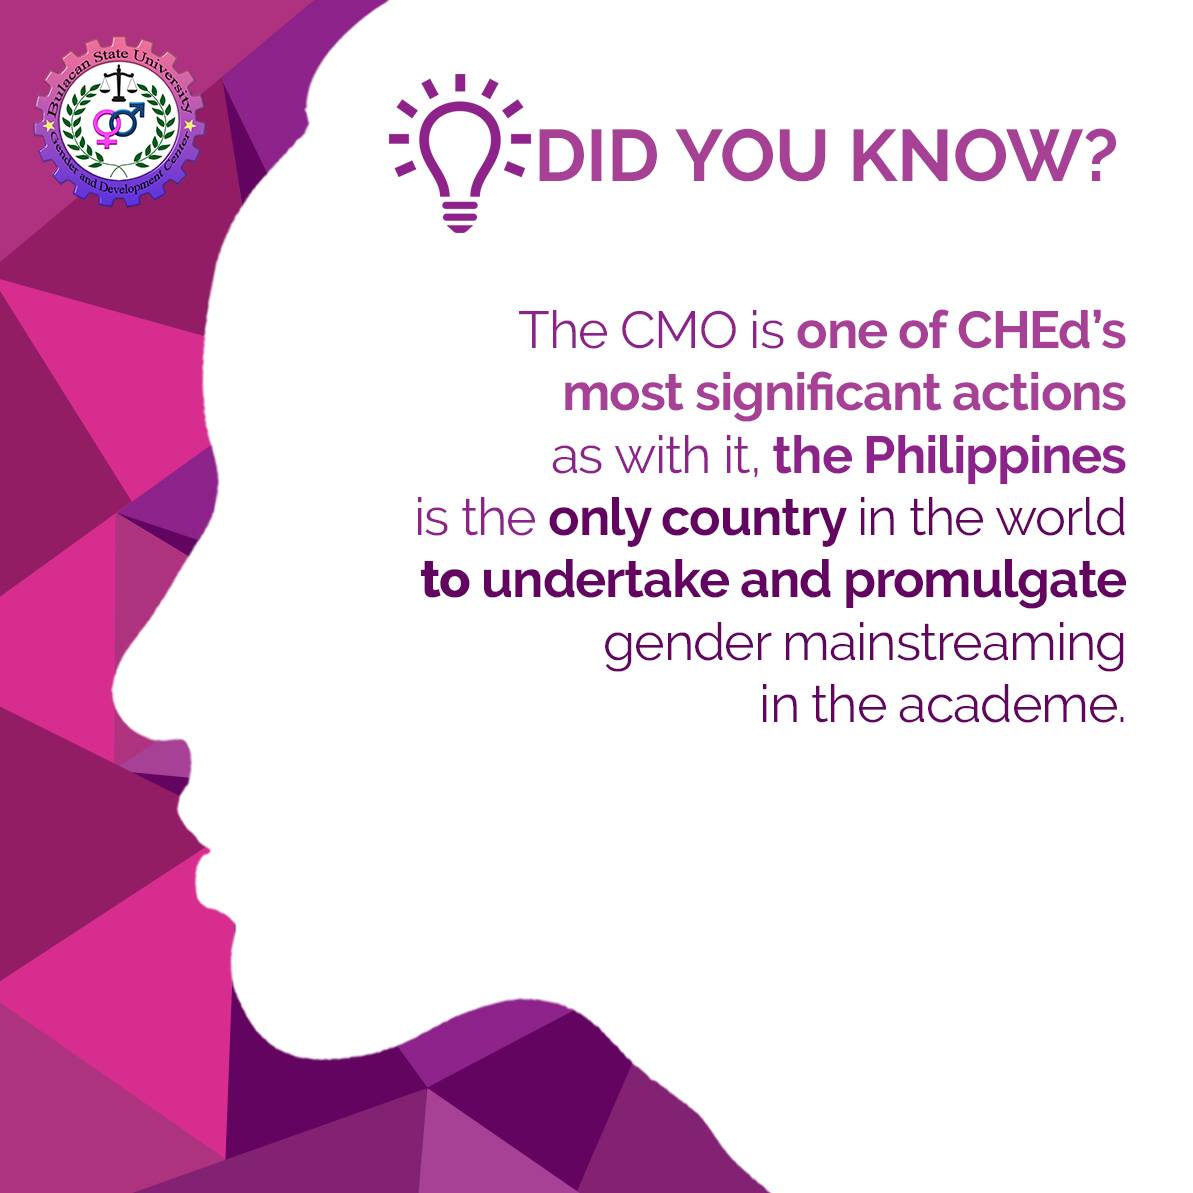 Bulacan State University
Gender and Development Center
DID YOU KNOW?
The CMO is one of CHEd’s
most significant actions
as with it, the Philippines
is the only country in the world
to undertake and promulgate
gender mainstreaming
in the academe.